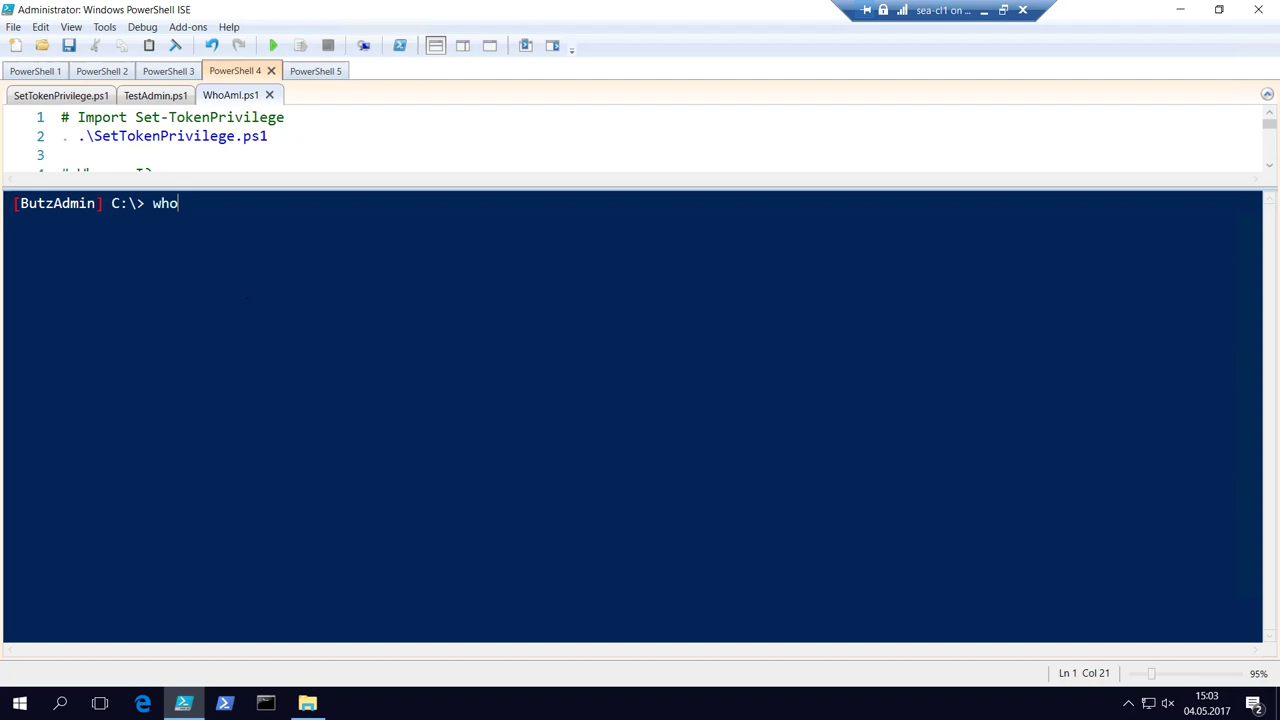 Administrator: Windows PowerShell ISE
sea-cl1 on ...
File Edit View Tools Debug Add-ons Help
PowerShell 1 PowerShell 2 PowerShell 3 PowerShell 4 PowerShell 5
SetTokenPrivilege.ps1 TestAdmin.ps1 WhoAmI.ps1
1 # Import Set-TokenPrivilege
2 . .\SetTokenPrivilege.ps1
3
[ButzAdmin] C:\> who
Ln 1 Col 21 95%
15:03
04.05.2017
2